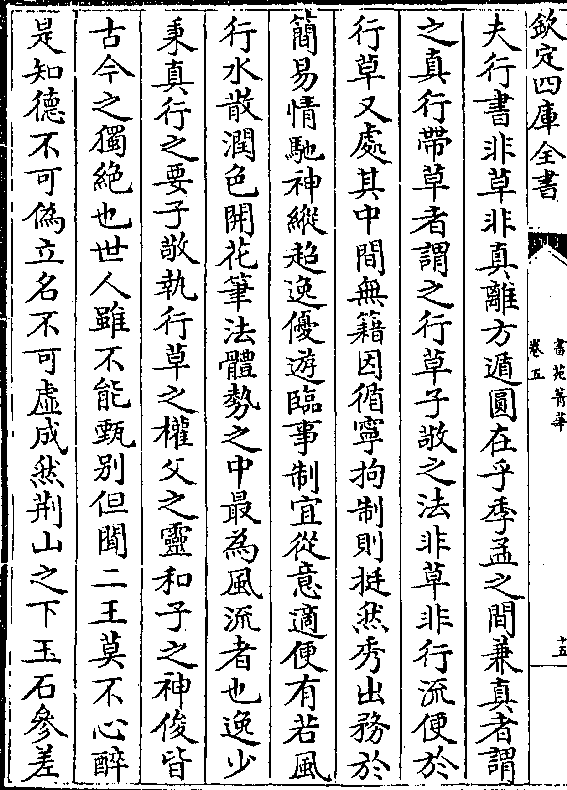 欽定四庫全書
書苑菁華
卷五
十五
夫行書非草非真離方遁圓在乎季孟之間兼真者謂
之真行帶草者謂之行草子敬之法非草非行流便於
行草又處其中間無籍因循寧拘制則挺然秀出務於
簡易情馳神縱超逸優遊臨事制宜從意適便有若風
行水散潤色開花筆法體勢之中最為風流者也逸少
秉真行之要子敬執行草之權父之靈和子之神俊皆
古今之獨絶也世人雖不能甄别但聞二王莫不心醉
是知德不可偽立名不可虚成然荆山之下玉石參差